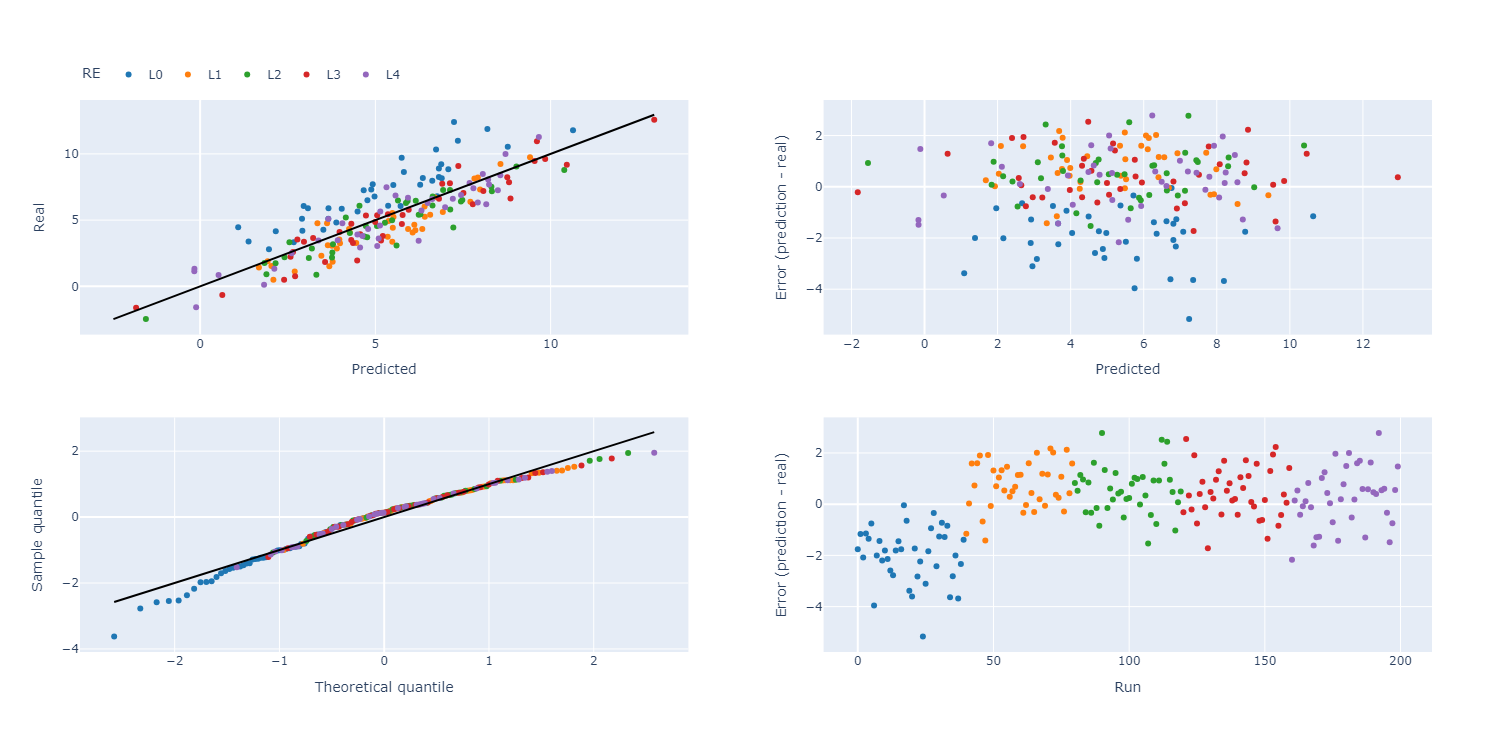 RE L0 L1 L2 L3 L4
10
5
0
Real
0 5 10
Predicted
2
0
−2
−4
Error (prediction - real)
−2 0 2 4 6 8 10 12
Predicted
2
0
−2
−4
Sample quantile
−2 −1 0 1 2
Theoretical quantile
2
0
−2
−4
Error (prediction - real)
0 50 100 150 200
Run